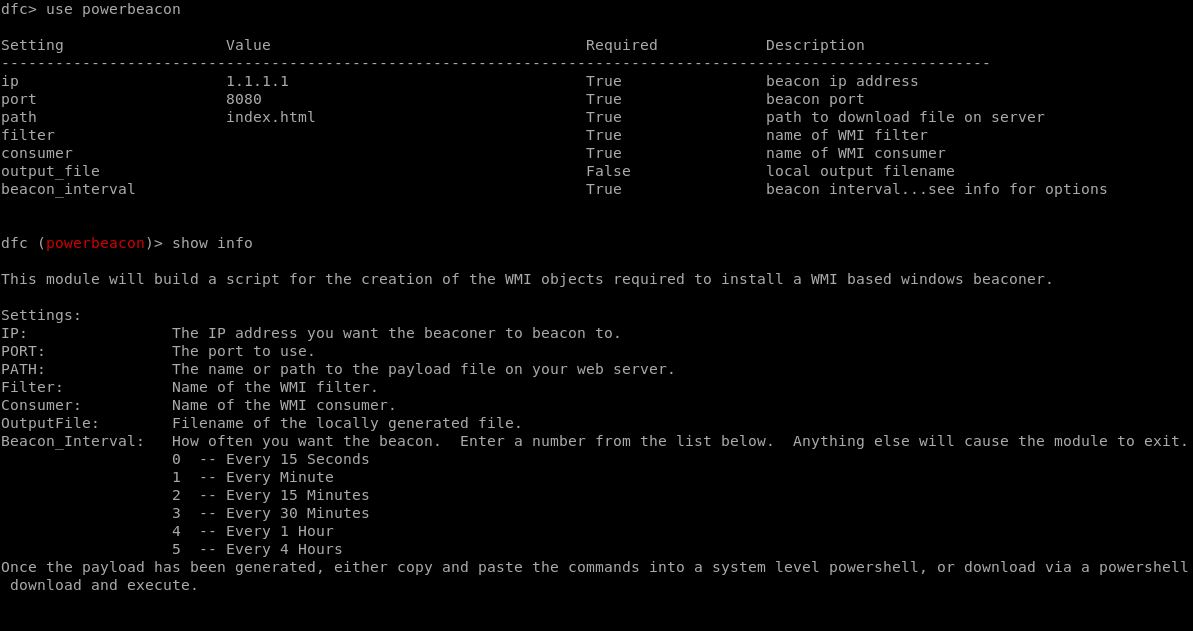 dfc> use powerbeacon
Setting Value Required Description
--------------------------------------------------------------------------------------------------------------
ip 1.1.1.1 True beacon ip address
port 8080 True beacon port
path index.html True path to download file on server
filter True name of WMI filter
consumer True name of WMI consumer
output_file False local output filename
beacon_interval True beacon interval...see info for options
dfc (powerbeacon)> show info
This module will build a script for the creation of the WMI objects required to install a WMI based windows beaconer.
Settings:
IP: The IP address you want the beaconer to beacon to.
PORT: The port to use.
PATH: The name or path to the payload file on your web server.
Filter: Name of the WMI filter.
Consumer: Name of the WMI consumer.
OutputFile: Filename of the locally generated file.
Beacon_Interval: How often you want the beacon.  Enter a number from the list below.  Anything else will cause the module to exit.
0  -- Every 15 Seconds
1  -- Every Minute
2  -- Every 15 Minutes
3  -- Every 30 Minutes
4  -- Every 1 Hour
5  -- Every 4 Hours
Once the payload has been generated, either copy and paste the commands into a system level powershell, or download via a powershell
download and execute.